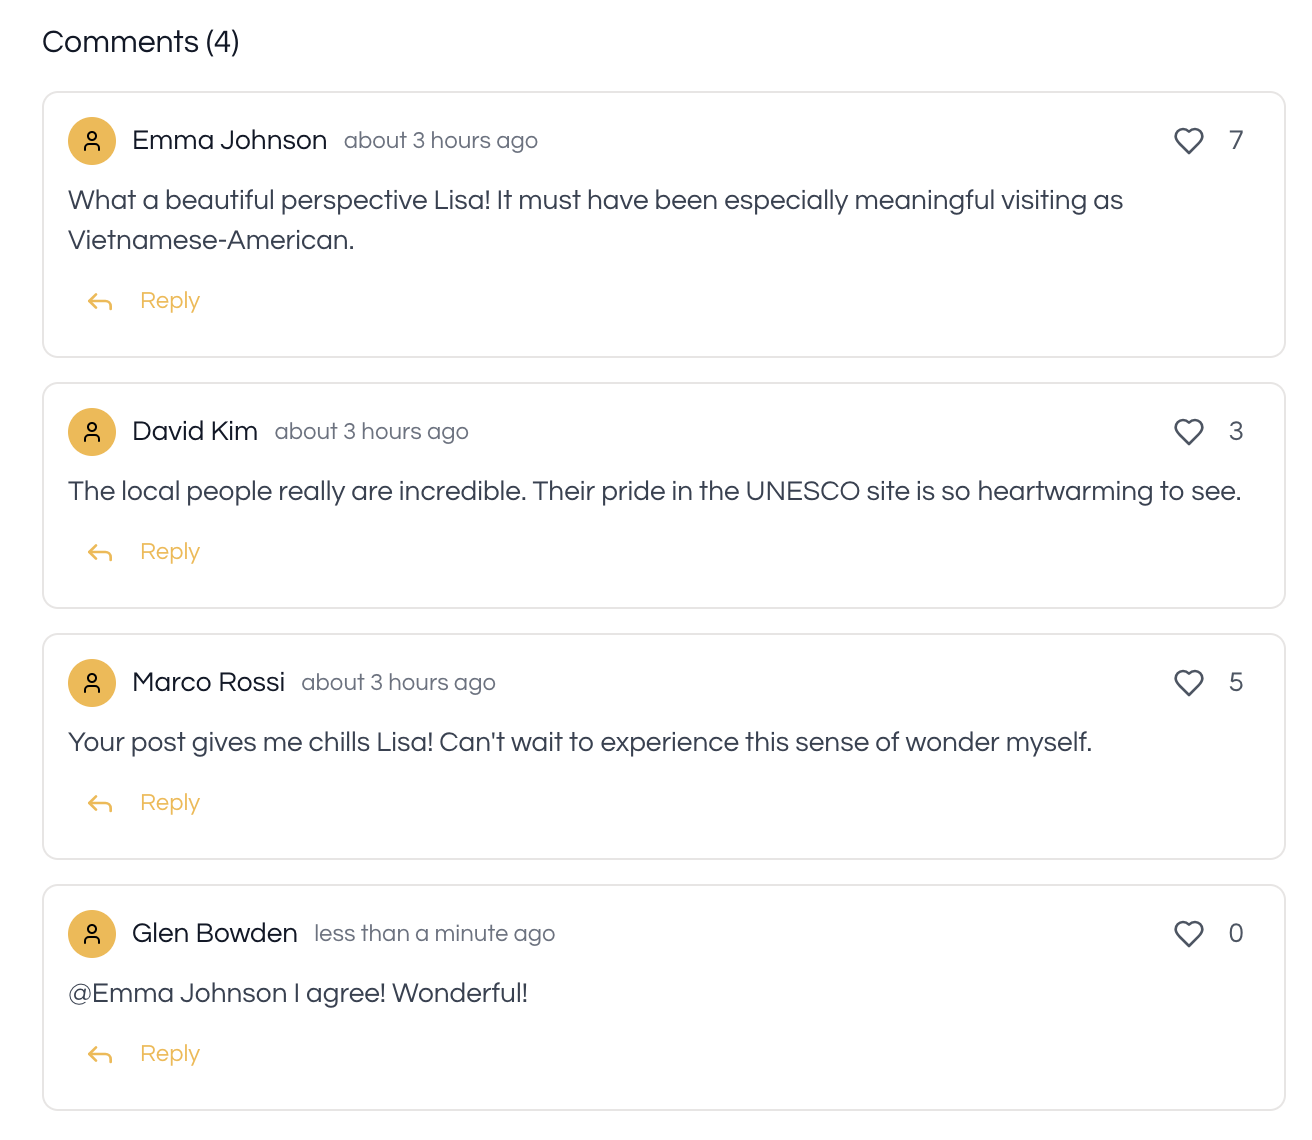 Comments (4)
Emma Johnson about 3 hours ago 7
What a beautiful perspective Lisa! It must have been especially meaningful visiting as
Vietnamese-American.
Reply
David Kim about 3 hours ago 3
The local people really are incredible. Their pride in the UNESCO site is so heartwarming to see.
Reply
Marco Rossi about 3 hours ago 5
Your post gives me chills Lisa! Can't wait to experience this sense of wonder myself.
Reply
Glen Bowden less than a minute ago 0
@Emma Johnson I agree! Wonderful!
Reply